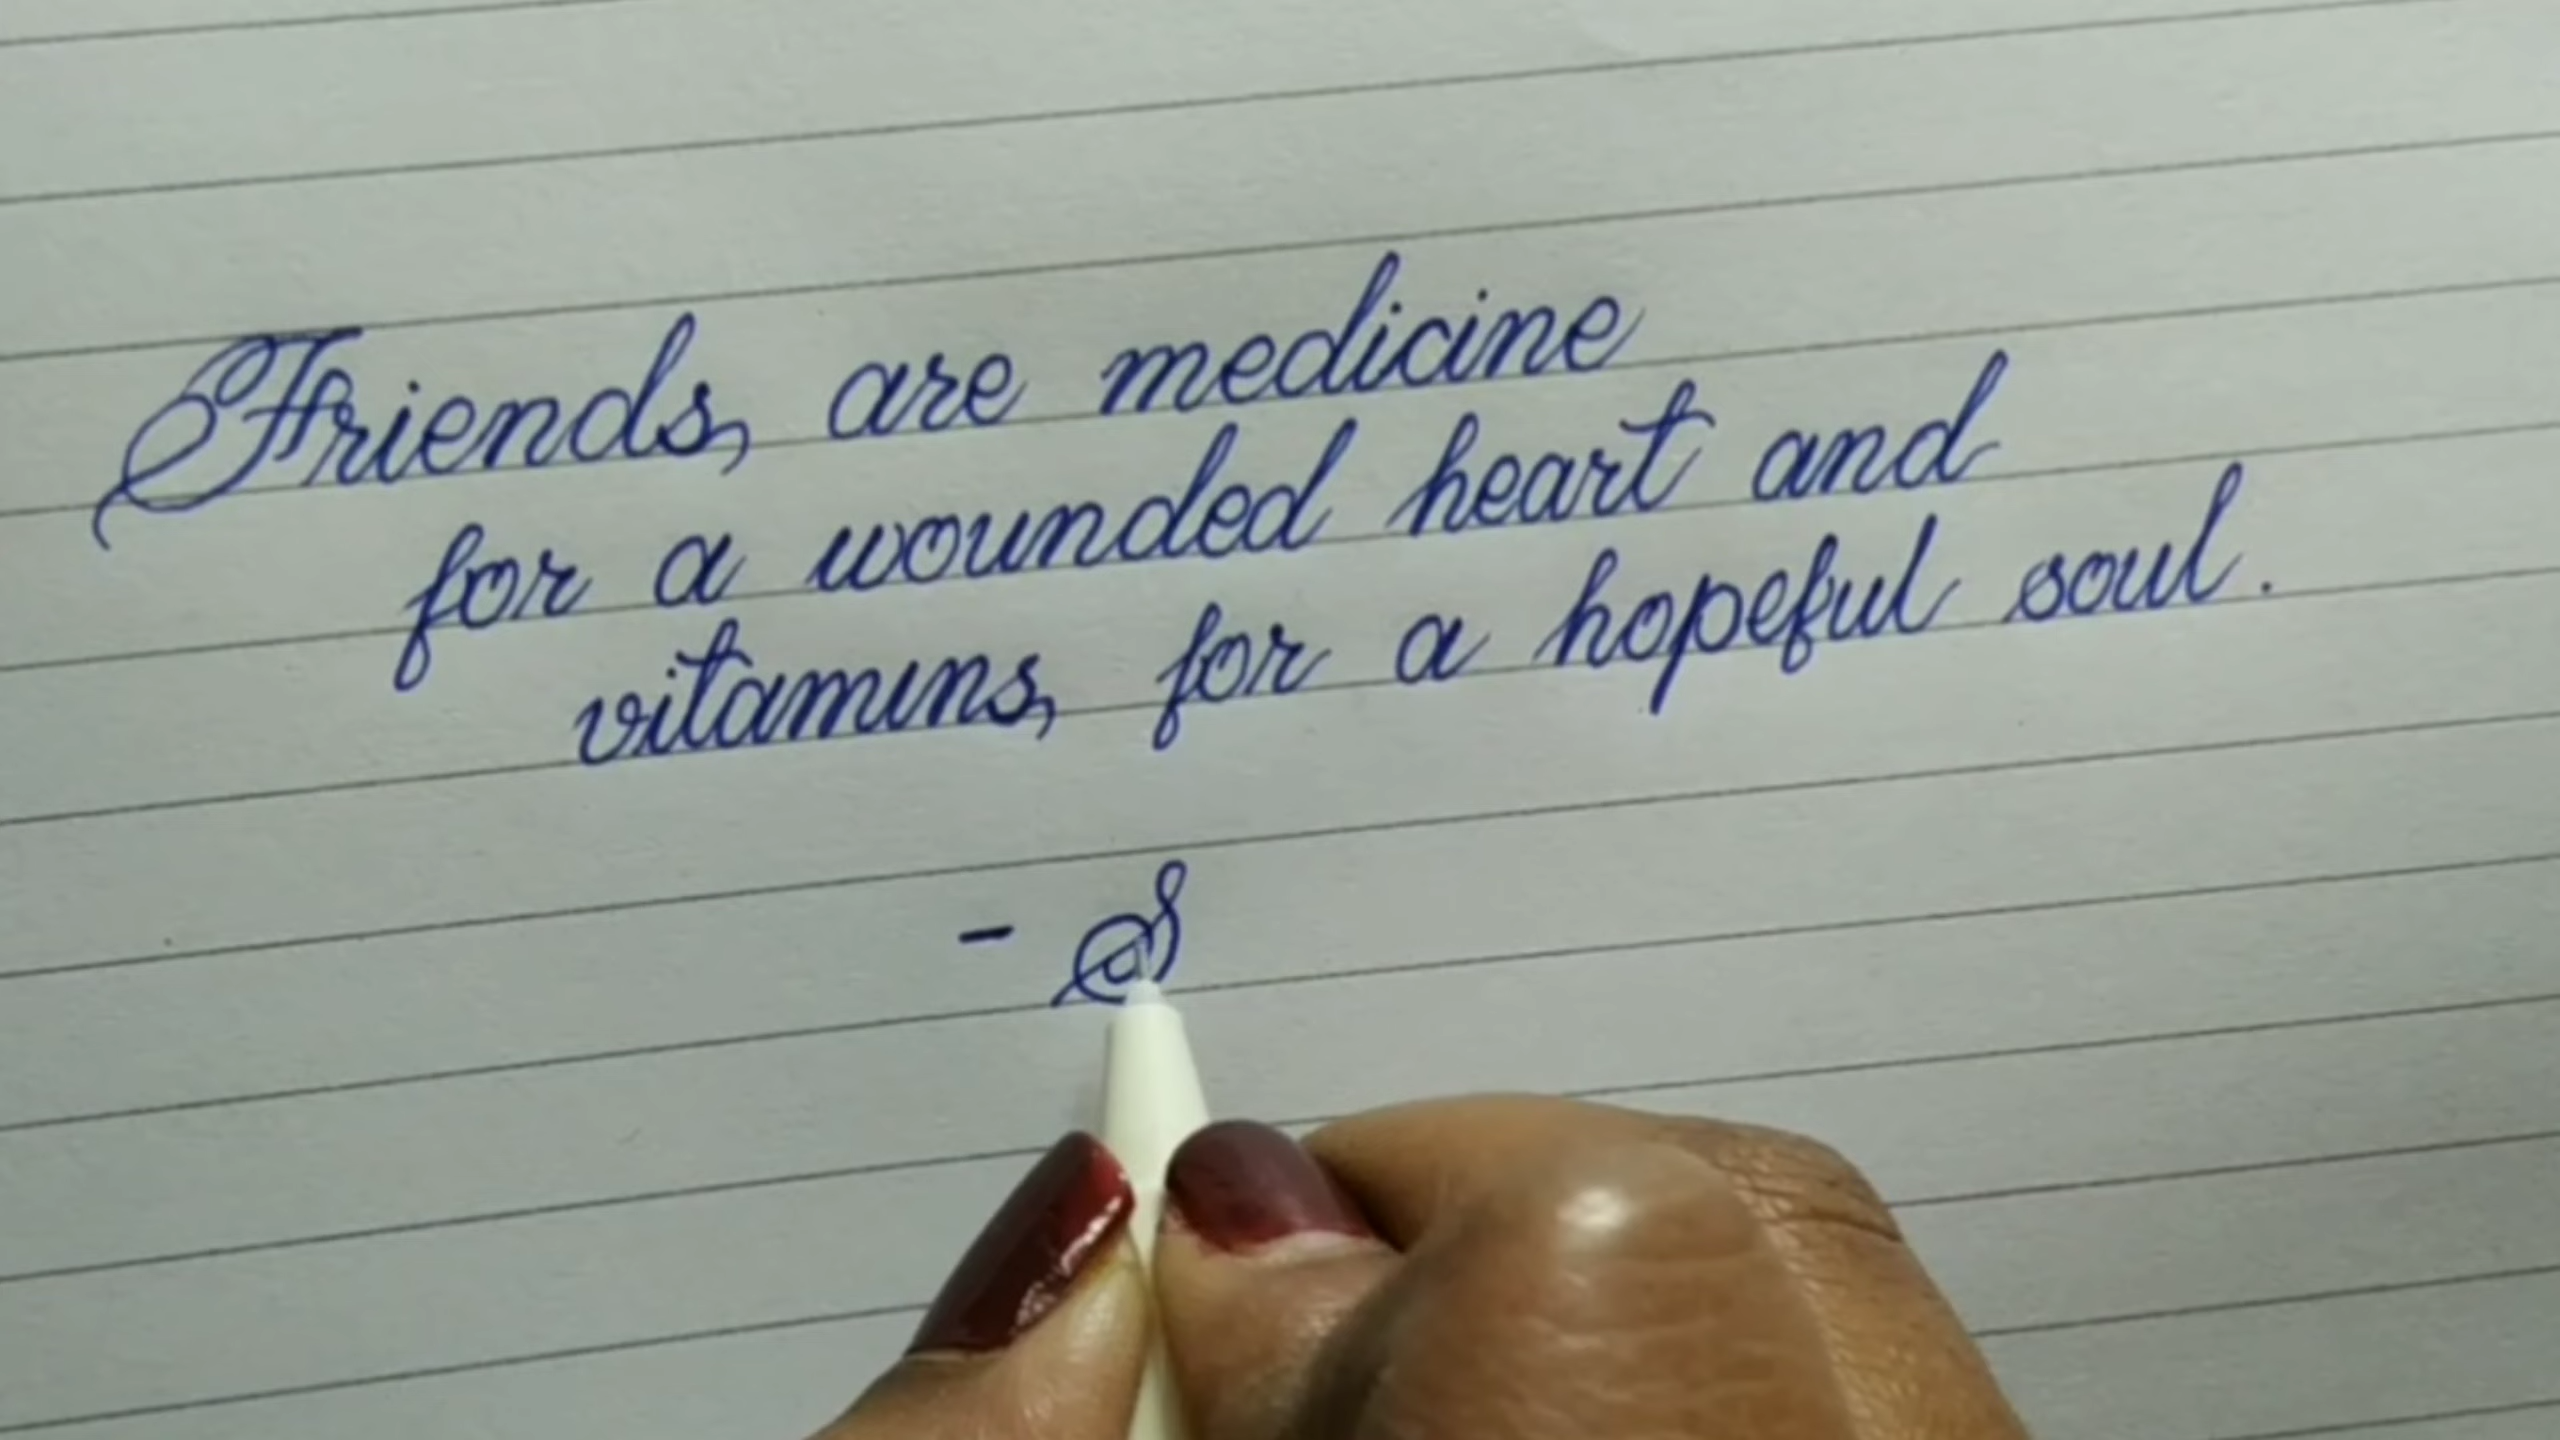 Friends, are medicine
for a wounded heart and
vitamins, for a hopeful soul.
- S